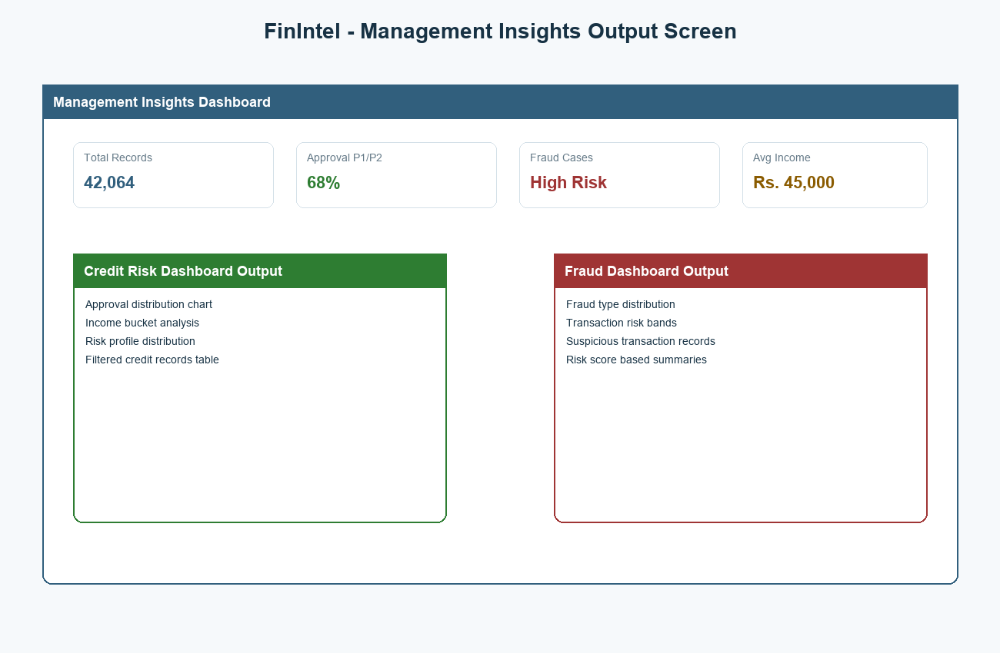 FinIntel - Management Insights Output Screen
Management Insights Dashboard
Total Records
42,064
Approval P1/P2
68%
Fraud Cases
High Risk
Avg Income
Rs. 45,000
Credit Risk Dashboard Output
Approval distribution chart
Income bucket analysis
Risk profile distribution
Filtered credit records table
Fraud Dashboard Output
Fraud type distribution
Transaction risk bands
Suspicious transaction records
Risk score based summaries